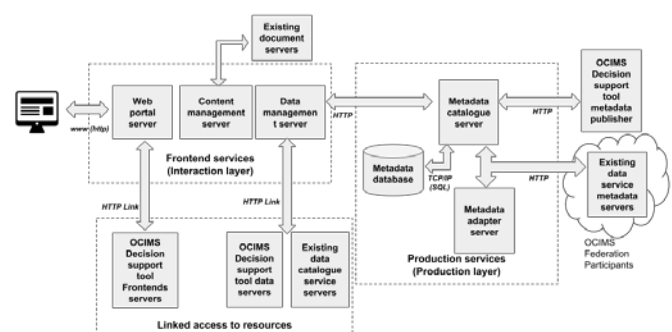 Existing
document
servers
Web
portal
server
Content
management
server
Data
managemen
t server
www (http)
Frontend services
(Interaction layer)
HTTP
Metadata
catalogue
server
HTTP
OCIMS
Decision
support
tool
metadata
publisher
Metadata
database
TCP/IP
(SQL)
HTTP
Existing
data
service
metadata
servers
Metadata
adapter
server
OCIMS
Federation
Participants
Production services
(Production layer)
HTTP Link
HTTP Link
OCIMS
Decision
support
tool
Frontends
servers
OCIMS
Decision
support
tool data
servers
Existing
data
catalogue
service
servers
Linked access to resources